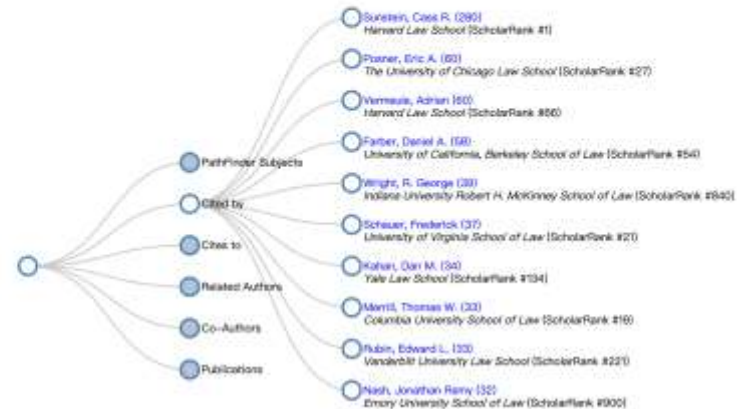 Sunstein, Cass R. (280)
Harvard Law School (ScholarRank #1)
Posner, Eric A. (60)
The University of Chicago Law School (ScholarRank #27)
Vermeule, Adrian (60)
Harvard Law School (ScholarRank #66)
Farber, Daniel A. (58)
University of California, Berkeley School of Law (ScholarRank #54)
Wright, R. George (39)
Indiana University Robert H. McKinney School of Law (ScholarRank #840)
Schauer, Frederick (37)
University of Virginia School of Law (ScholarRank #21)
Kahan, Dan M. (34)
Yale Law School (ScholarRank #134)
Merrill, Thomas W. (33)
Columbia University School of Law (ScholarRank #16)
Rubin, Edward L. (33)
Vanderbilt University Law School (ScholarRank #221)
Nash, Jonathan Remy (32)
Emory University School of Law (ScholarRank #900)
PathFinder Subjects
Cited by
Cites to
Related Authors
Co-Authors
Publications